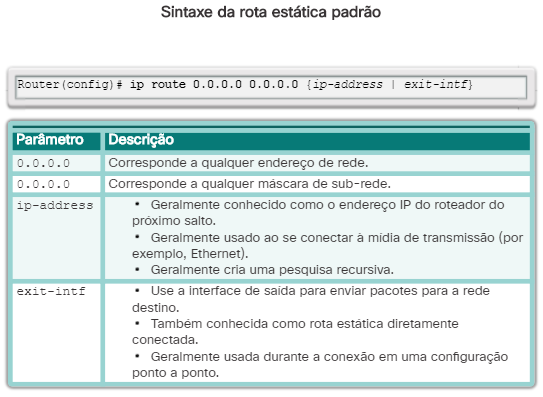 Sintaxe da rota estática padrão
Router(config)# ip route 0.0.0.0 0.0.0.0 {ip-address | exit-intf}
Parâmetro Descrição
0.0.0.0 Corresponde a qualquer endereço de rede.
0.0.0.0 Corresponde a qualquer máscara de sub-rede.
ip-address • Geralmente conhecido como o endereço IP do roteador do
próximo salto.
• Geralmente usado ao se conectar à mídia de transmissão (por
exemplo, Ethernet).
• Geralmente cria uma pesquisa recursiva.
exit-intf • Use a interface de saída para enviar pacotes para a rede
destino.
• Também conhecida como rota estática diretamente
conectada.
• Geralmente usada durante a conexão em uma configuração
ponto a ponto.